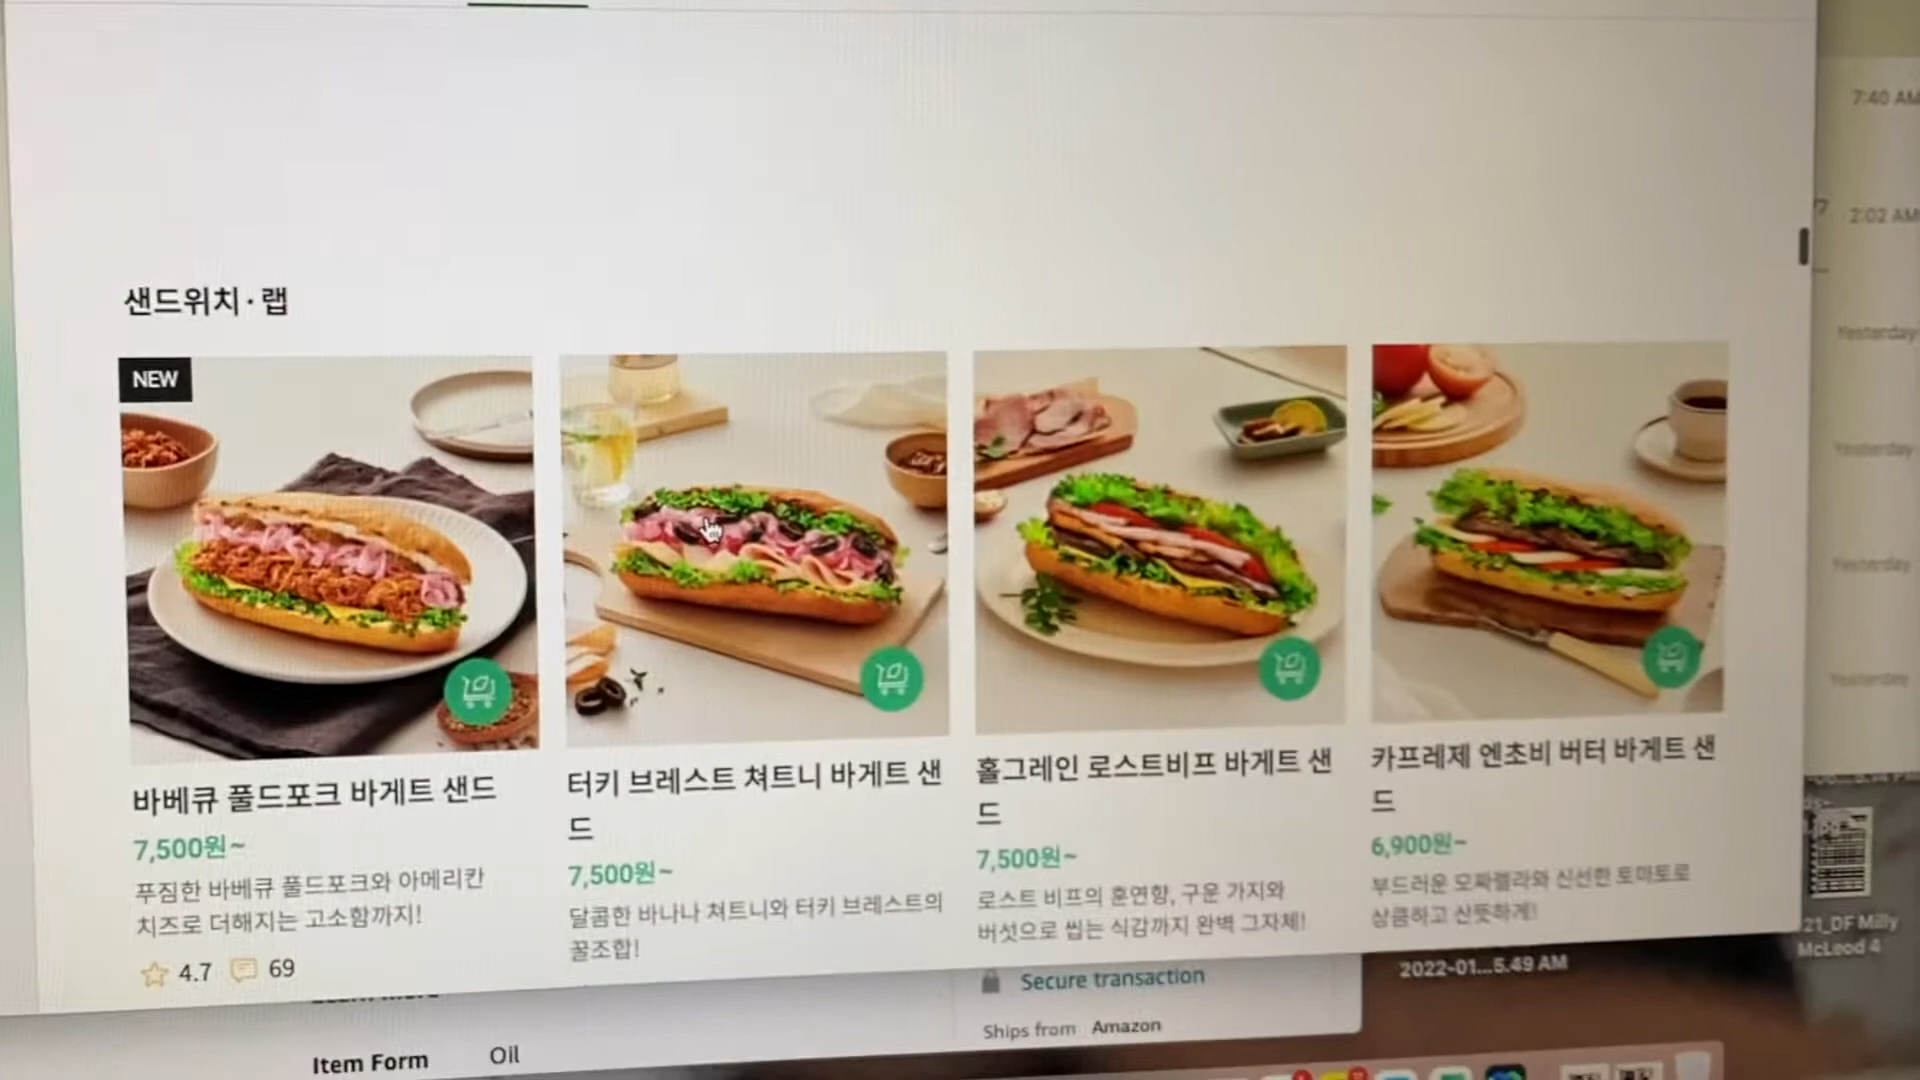 샌드위치·랩
NEW
바베큐 풀드포크 바게트 샌드
7,500원~
푸짐한 바베큐 풀드포크와 아메리칸
치즈로 더해지는 고소함까지!
4.7 69
터키 브레스트 쳐트니 바게트 샌
드
7,500원~
달콤한 바나나 쳐트니와 터키 브레스트의
꿀조합!
홀그레인 로스트비프 바게트 샌
드
7,500원~
로스트 비프의 훈연향, 구운 가지와
버섯으로 씹는 식감까지 완벽 그자체!
카프레제 엔초비 버터 바게트 샌
드
6,900원~
부드러운 모짜렐라와 신선한 토마토로
상큼하고 산뜻하게!
7:40 AM
2:02 AM
Yesterday
Yesterday
Yesterday
Yesterday
21_DF Milly
McLeod 4
2022-01...5.49 AM
Secure transaction
Ships from Amazon
Item Form Oil